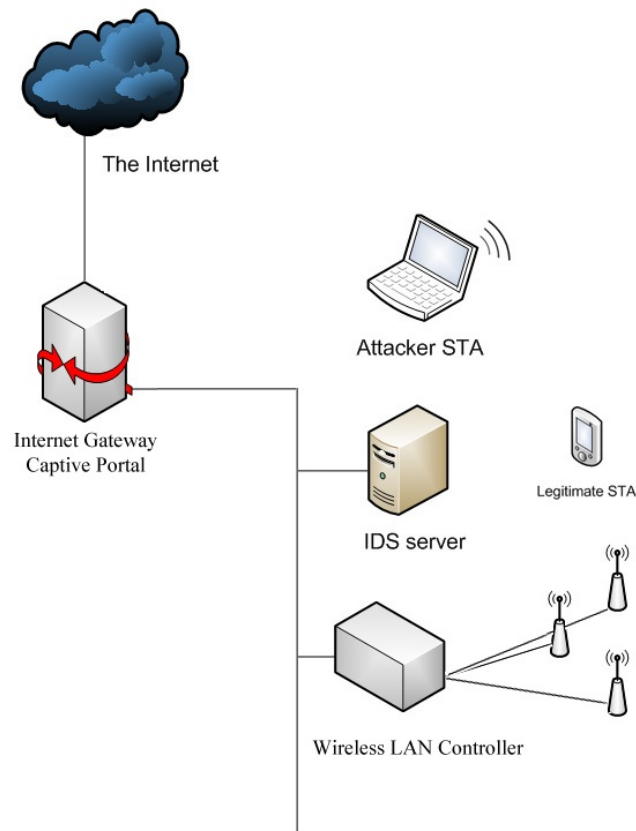 The Internet
Attacker STA
Internet Gateway
Captive Portal
Legitimate STA
IDS server
Wireless LAN Controller